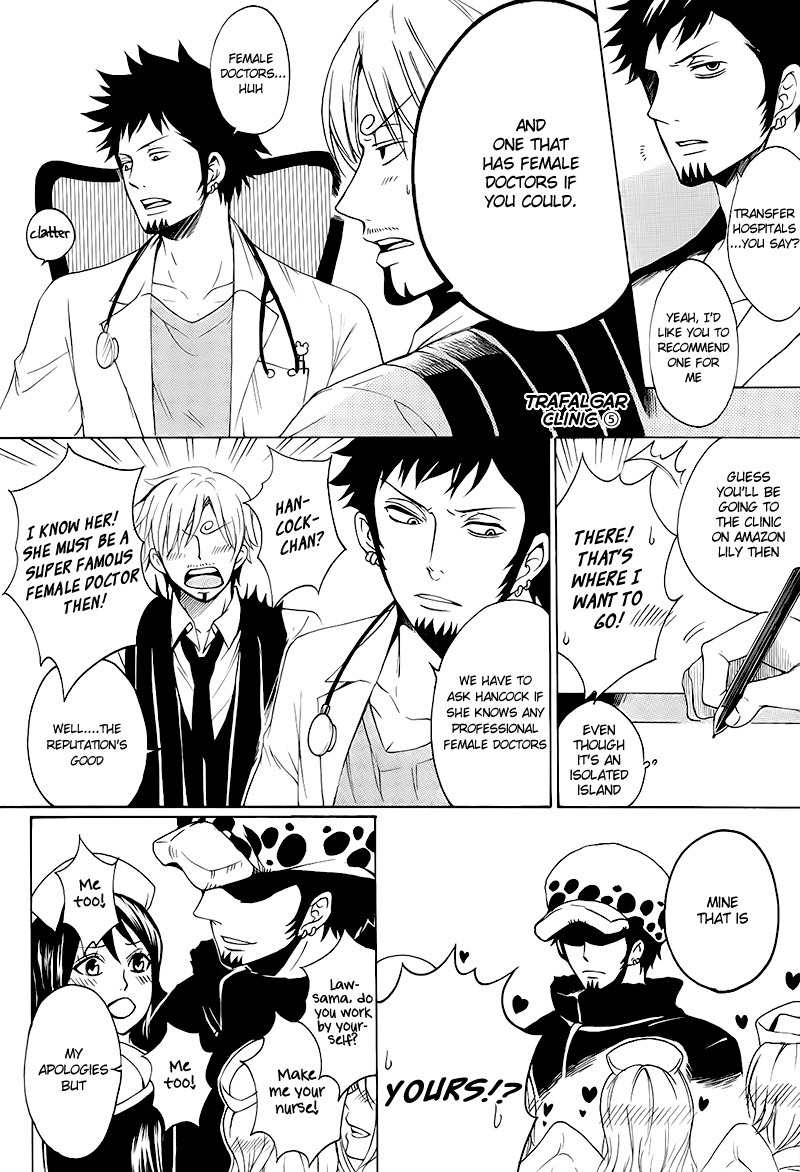 TRANSFER
HOSPITALS
...YOU SAY?
YEAH, I'D
LIKE YOU TO
RECOMMEND
ONE FOR
ME
AND
ONE THAT
HAS FEMALE
DOCTORS IF
YOU COULD.
FEMALE
DOCTORS...
HUH
clatter
TRAFALGAR
CLINIC ⑤
GUESS
YOU'LL BE
GOING TO
THE CLINIC
ON AMAZON
LILY THEN
THERE!
THAT'S
WHERE I
WANT TO
GO!
EVEN
THOUGH
IT'S AN
ISOLATED
ISLAND
WE HAVE TO
ASK HANCOCK IF
SHE KNOWS ANY
PROFESSIONAL
FEMALE DOCTORS
HAN-
COCK-
CHAN?
I KNOW HER!
SHE MUST BE A
SUPER FAMOUS
FEMALE DOCTOR
THEN!
WELL....THE
REPUTATION'S
GOOD
MINE
THAT IS
YOURS!?
Law-
sama, do
you work
by your-
self?
Make
me your
nurse!
Me
too!
Me
too!
MY
APOLOGIES
BUT